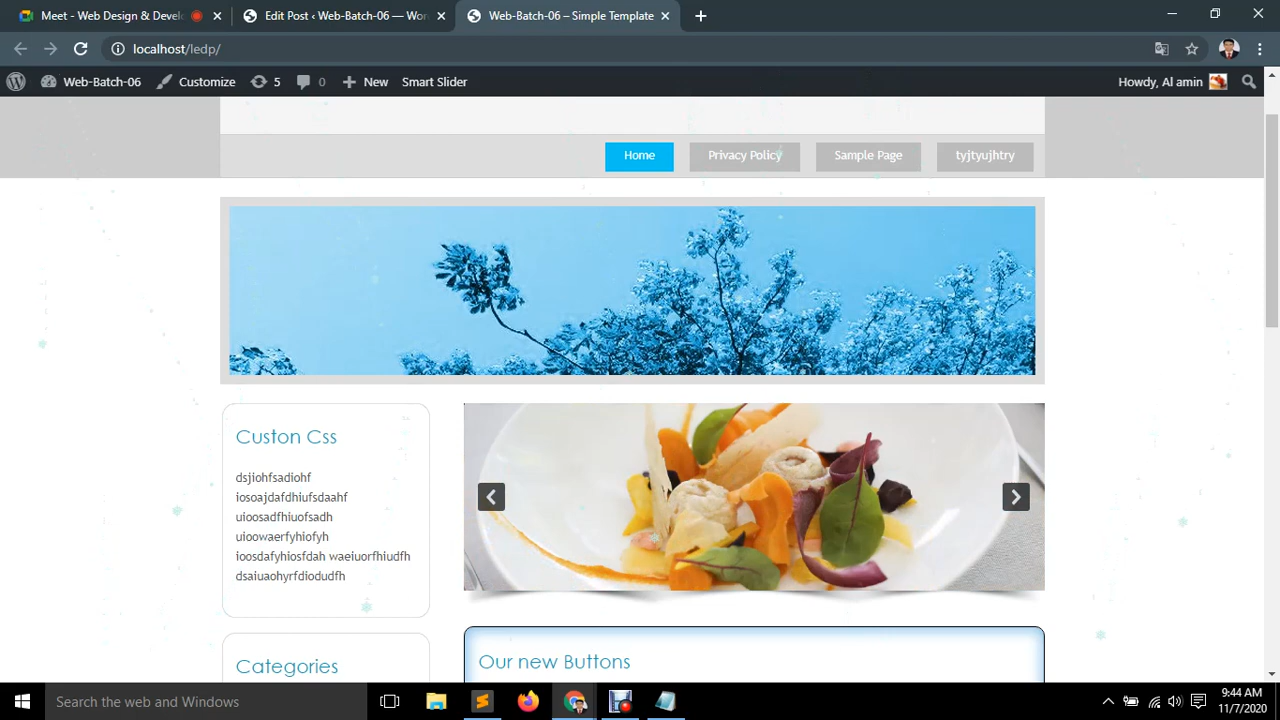 Meet - Web Design & Devel
Edit Post ‹ Web-Batch-06 — Wor
Web-Batch-06 – Simple Template
localhost/ledp/
Web-Batch-06
Customize
5
0
New
Smart Slider
Howdy, Al amin
Home
Privacy Policy
Sample Page
tyjtyujhtry
Custon Css
dsjiohfsadiohf
iosoajdafdhiufsdaahf
uioosadfhiuofsadh
uioowaerfyhiofyh
ioosdafyhiosfdah waeiuorfhiudfh
dsaiuaohyrfdiodudfh
Categories
Our new Buttons
Search the web and Windows
9:44 AM
11/7/2020